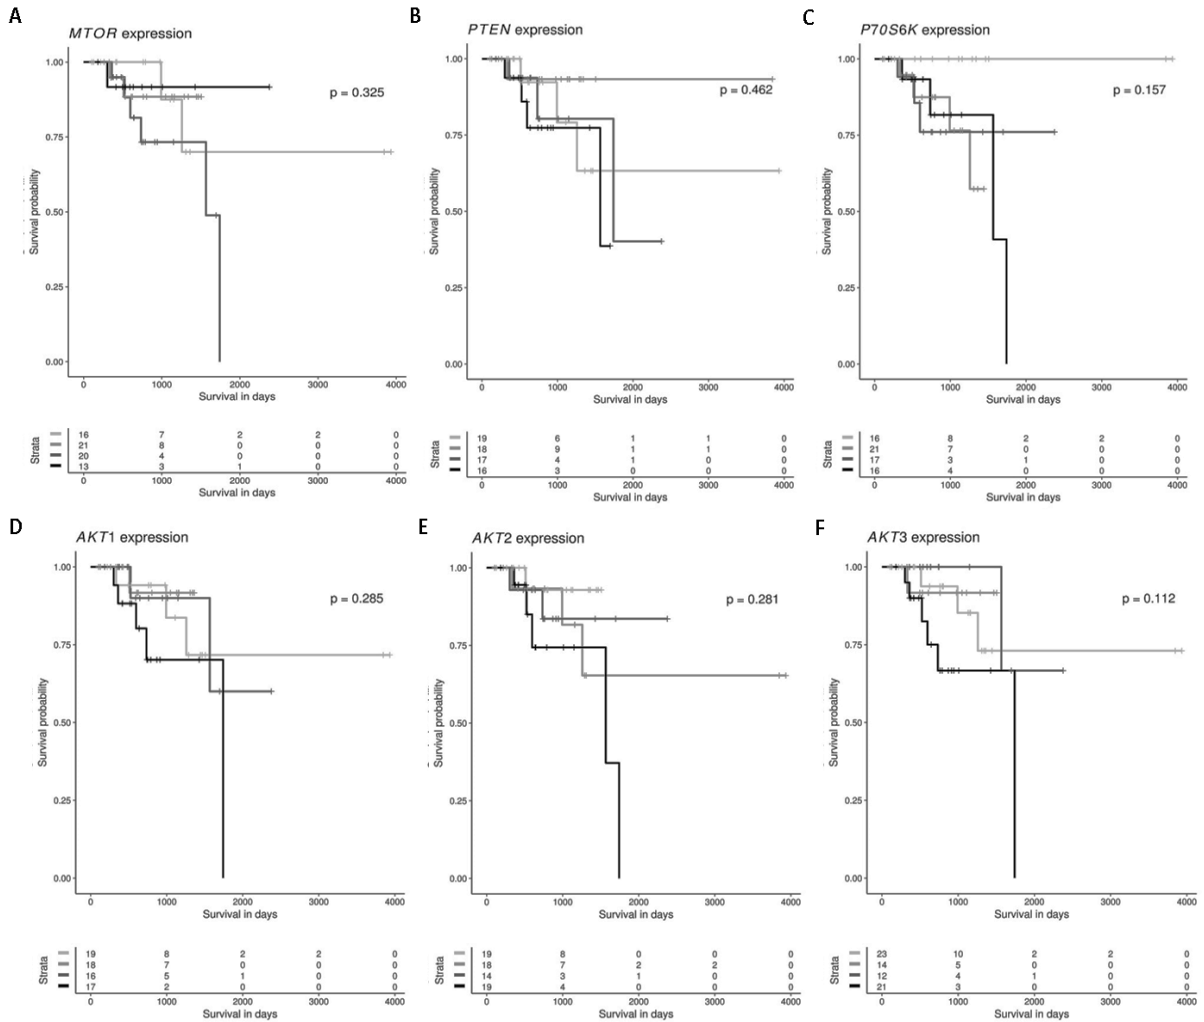 A
MTOR expression
1.00
0.75
0.50
0.25
0.00
Survival probability
p = 0.325
0 1000 2000 3000 4000
Survival in days
Strata
16 7 2 2 0
21 8 0 0 0
20 4 0 0 0
13 3 1 0 0
0 1000 2000 3000 4000
Survival in days
B
PTEN expression
1.00
0.75
0.50
0.25
0.00
Survival probability
p = 0.462
0 1000 2000 3000 4000
Survival in days
Strata
19 6 1 1 0
18 9 1 1 0
17 4 1 0 0
16 3 0 0 0
0 1000 2000 3000 4000
Survival in days
C
P70S6K expression
1.00
0.75
0.50
0.25
0.00
Survival probability
p = 0.157
0 1000 2000 3000 4000
Survival in days
Strata
16 8 2 2 0
21 7 0 0 0
17 3 1 0 0
16 4 0 0 0
0 1000 2000 3000 4000
Survival in days
D
AKT1 expression
1.00
0.75
0.50
0.25
0.00
Survival probability
p = 0.285
0 1000 2000 3000 4000
Survival in days
Strata
19 8 2 2 0
18 7 0 0 0
16 5 1 0 0
17 2 0 0 0
0 1000 2000 3000 4000
Survival in days
E
AKT2 expression
1.00
0.75
0.50
0.25
0.00
Survival probability
p = 0.281
0 1000 2000 3000 4000
Survival in days
Strata
19 8 0 0 0
18 7 2 2 0
14 3 1 0 0
19 4 0 0 0
0 1000 2000 3000 4000
Survival in days
F
AKT3 expression
1.00
0.75
0.50
0.25
0.00
Survival probability
p = 0.112
0 1000 2000 3000 4000
Survival in days
Strata
23 10 2 2 0
14 5 0 0 0
12 4 1 0 0
21 3 0 0 0
0 1000 2000 3000 4000
Survival in days